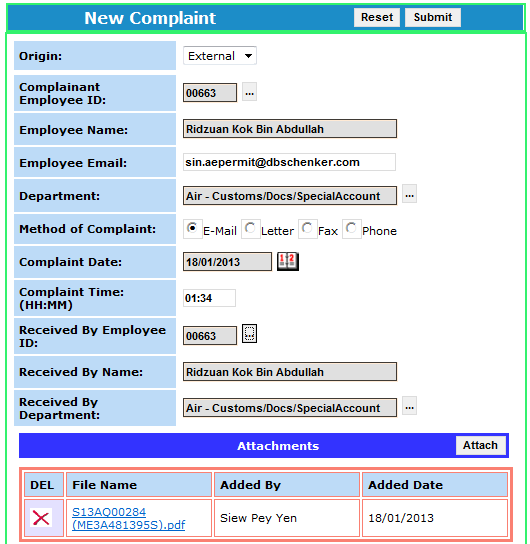 New Complaint Reset Submit
Origin: External
Complainant
Employee ID: 00663 ...
Employee Name: Ridzuan Kok Bin Abdullah
Employee Email: sin.aepermit@dbschenker.com
Department: Air - Customs/Docs/SpecialAccount ...
Method of Complaint: E-Mail Letter Fax Phone
Complaint Date: 18/01/2013
Complaint Time:
(HH:MM) 01:34
Received By Employee
ID: 00663 ...
Received By Name: Ridzuan Kok Bin Abdullah
Received By
Department: Air - Customs/Docs/SpecialAccount ...
Attachments Attach
DEL File Name Added By Added Date
S13AQ00284
(ME3A481395S).pdf Siew Pey Yen 18/01/2013